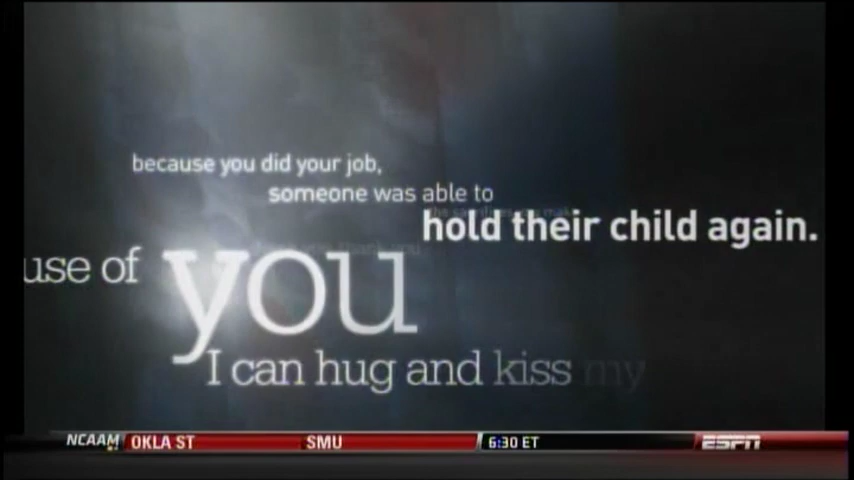 because you did your job,
someone was able to
hold their child again.
use of you
I can hug and kiss my
NCAAM OKLA ST SMU 6:30 ET ESPN